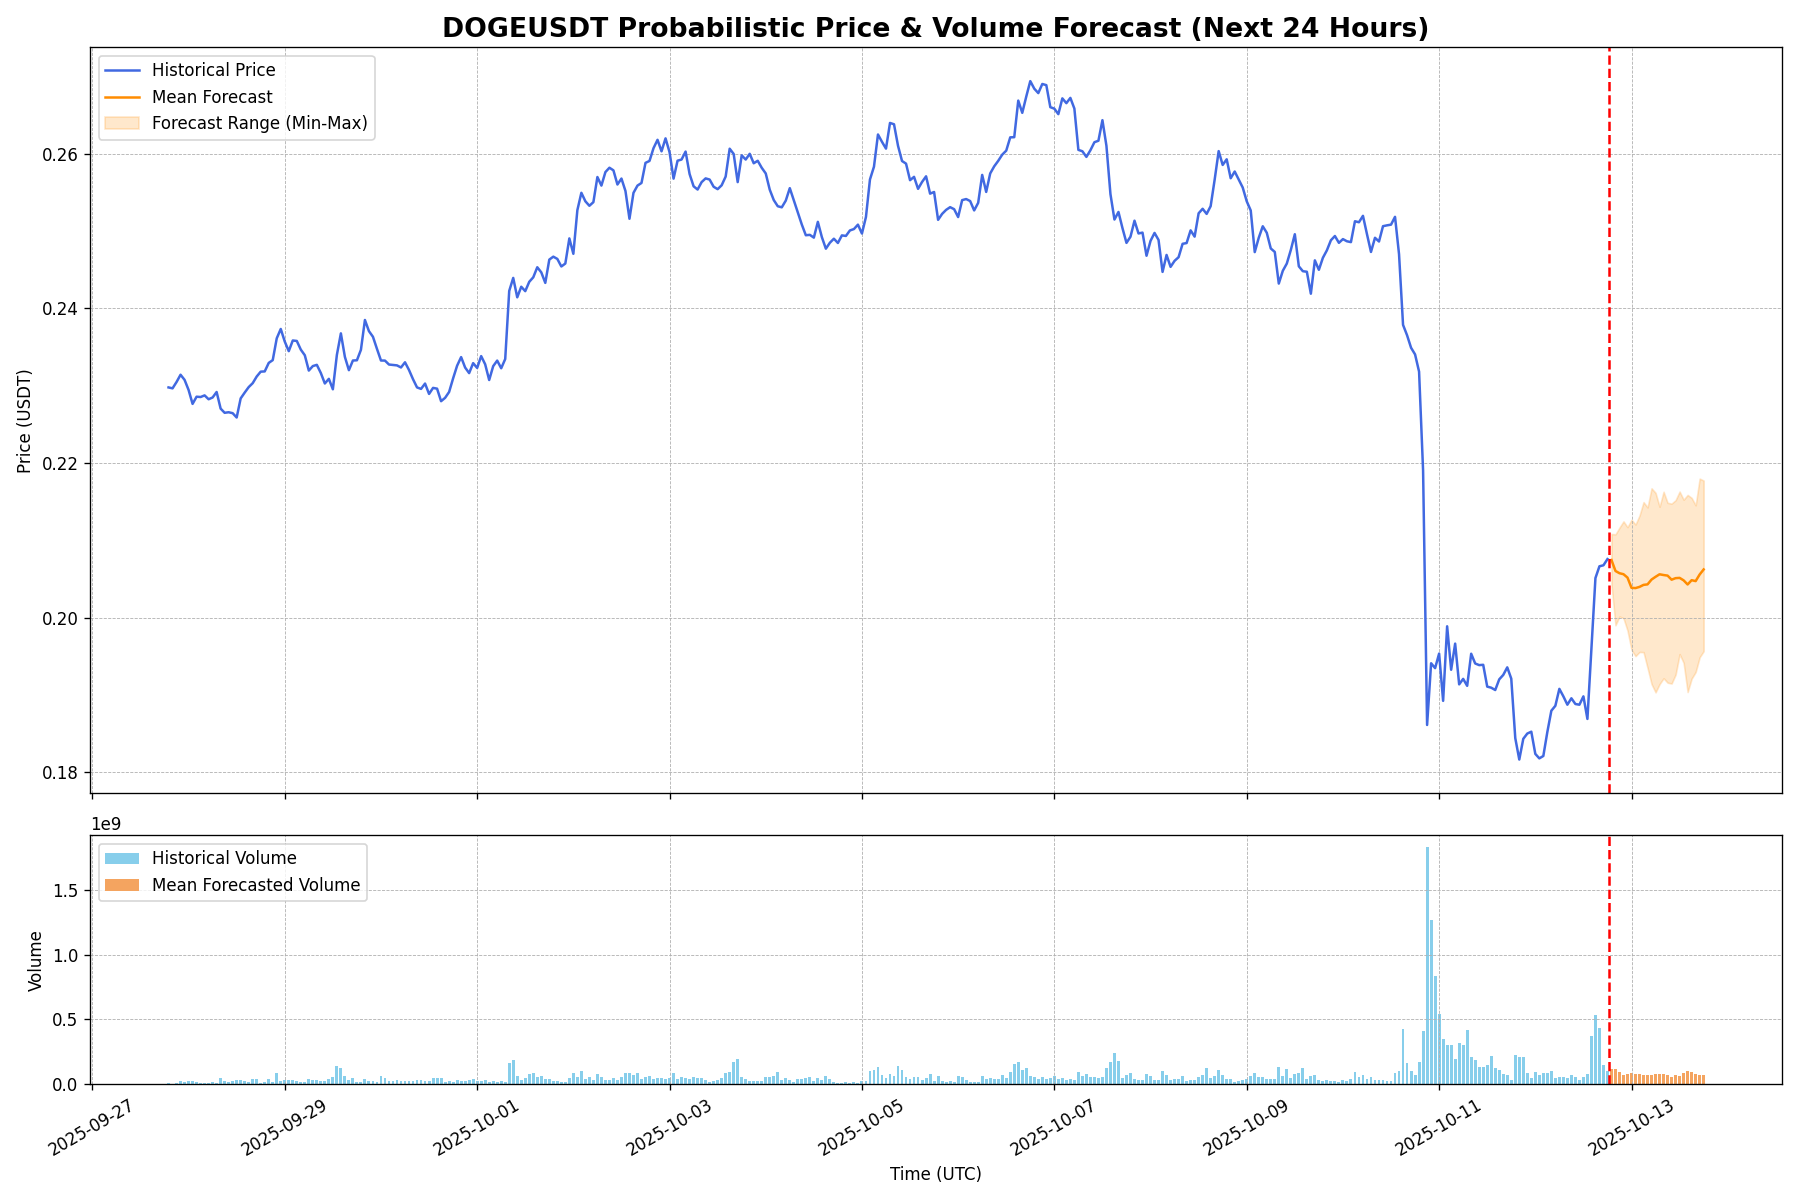 DOGEUSDT Probabilistic Price & Volume Forecast (Next 24 Hours)
Historical Price
Mean Forecast
Forecast Range (Min-Max)
Price (USDT)
0.26
0.24
0.22
0.20
0.18
1e9
Historical Volume
Mean Forecasted Volume
Volume
1.5
1.0
0.5
0.0
2025-09-27
2025-09-29
2025-10-01
2025-10-03
2025-10-05
2025-10-07
2025-10-09
2025-10-11
2025-10-13
Time (UTC)